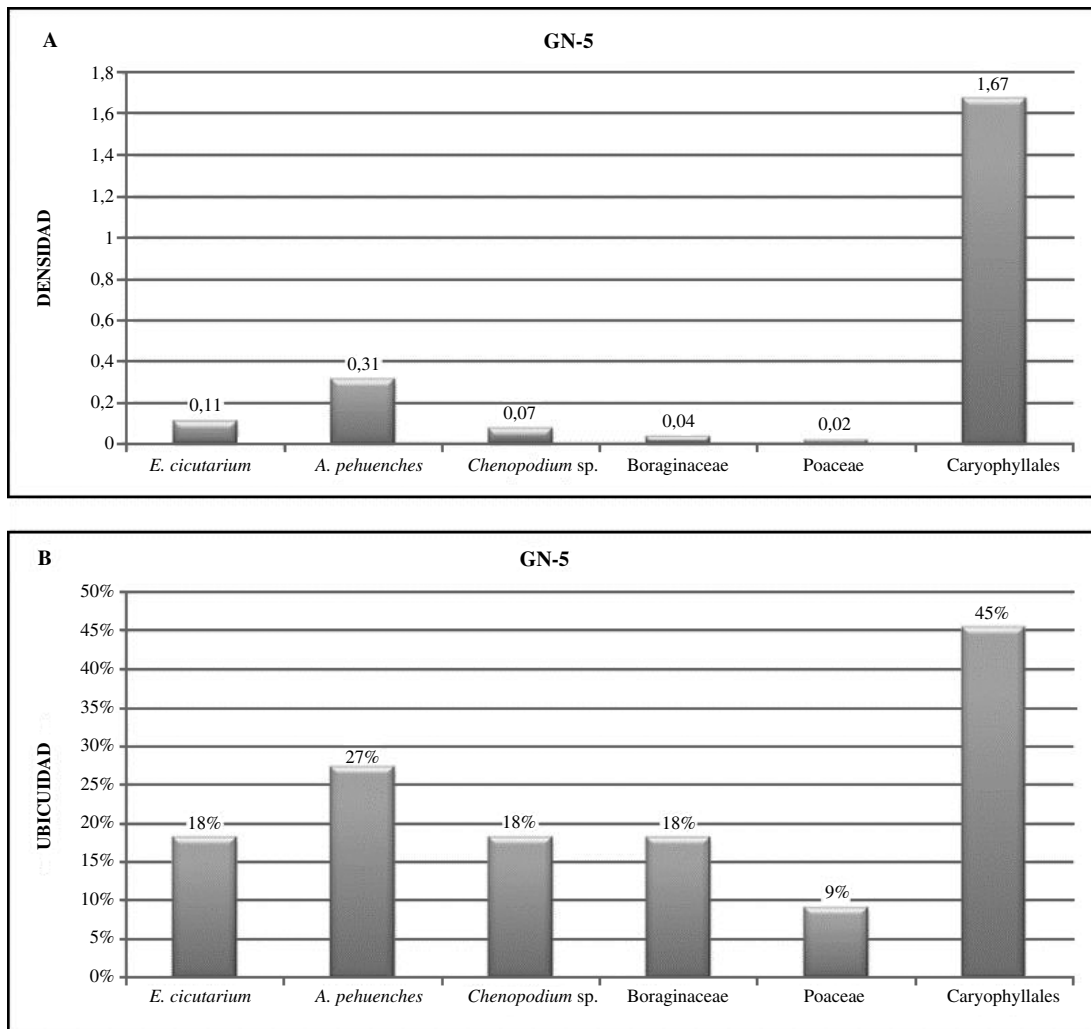 A
GN-5
DENSIDAD
1,8
1,6
1,4
1,2
1
0,8
0,6
0,4
0,2
0
0,11
0,31
0,07
0,04
0,02
1,67
E. cicutarium
A. pehuenches
Chenopodium sp.
Boraginaceae
Poaceae
Caryophyllales
B
GN-5
UBICUIDAD
50%
45%
40%
35%
30%
25%
20%
15%
10%
5%
0%
18%
27%
18%
18%
9%
45%
E. cicutarium
A. pehuenches
Chenopodium sp.
Boraginaceae
Poaceae
Caryophyllales